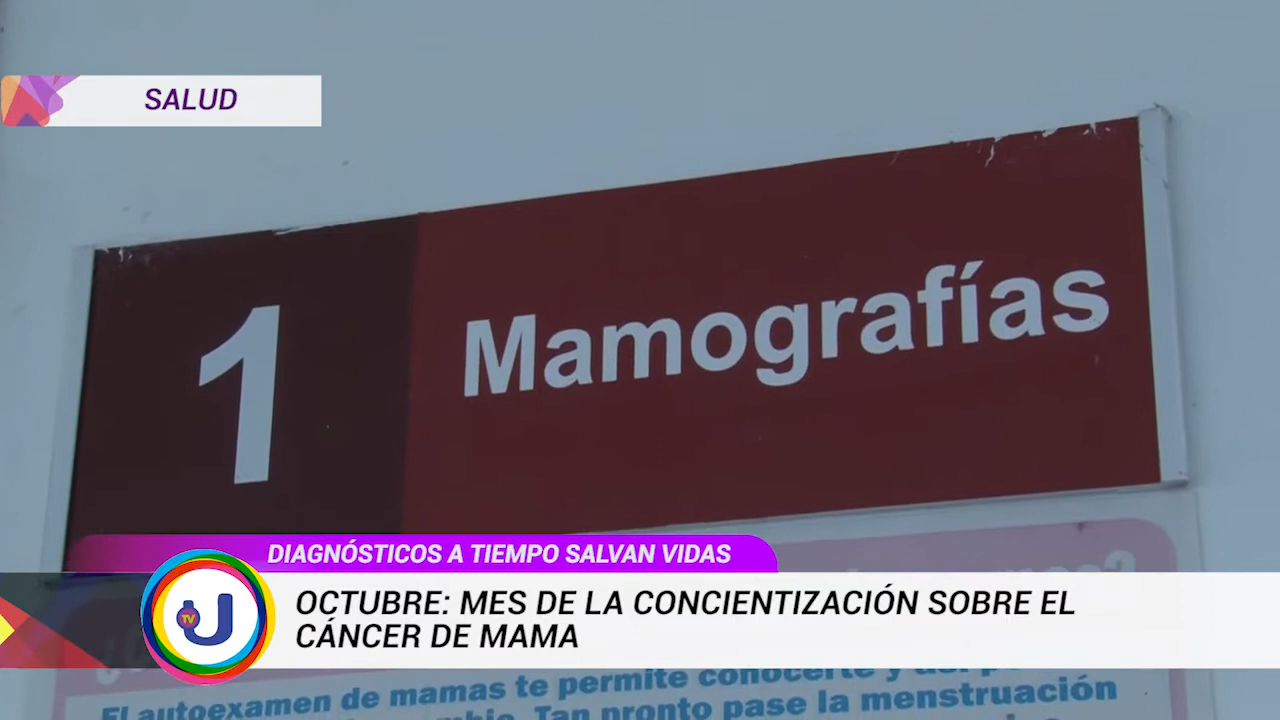 SALUD
1
Mamografías
DIAGNÓSTICOS A TIEMPO SALVAN VIDAS
TV
U
OCTUBRE: MES DE LA CONCIENTIZACIÓN SOBRE EL
CÁNCER DE MAMA
El autoexamen de mamas te permite conocerte y
Tan pronto pase la menstruación